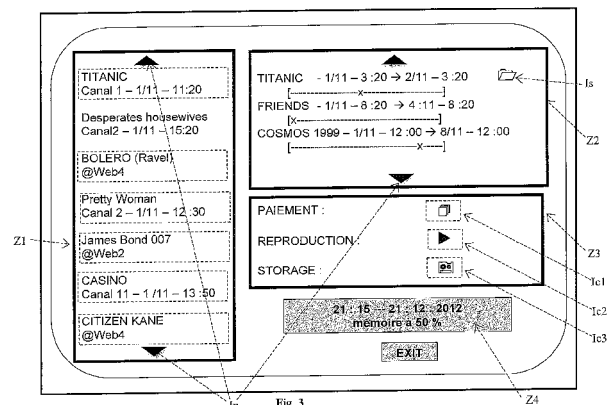 TITANIC
Canal 1 – 1/11 – 11:20
Desperates housewives
Canal2 – 1/11 – 15:20
BOLERO (Ravel)
@Web4
Pretty Woman
Canal 2 – 1/11 – 12 :30
James Bond 007
@Web2
CASINO
Canal 11 – 1 /11 – 13 :50
CITIZEN KANE
@Web4
TITANIC - 1/11 – 3 :20 → 2/11 – 3 :20
[--------------x----------------]
FRIENDS - 1/11 – 8 :20 → 4 :11 – 8 :20
[x---------------------------------]
COSMOS 1999 – 1/11 – 12 :00 → 8/11 – 12 :00
[-----------------------------x----]
PAIEMENT :
REPRODUCTION :
STORAGE :
21 : 15 – 21 : 12 : 2012
mémoire à 50 %
EXIT
Is
Z2
Z3
Ic1
Ic2
Ic3
Z4
Z1
Fig. 3